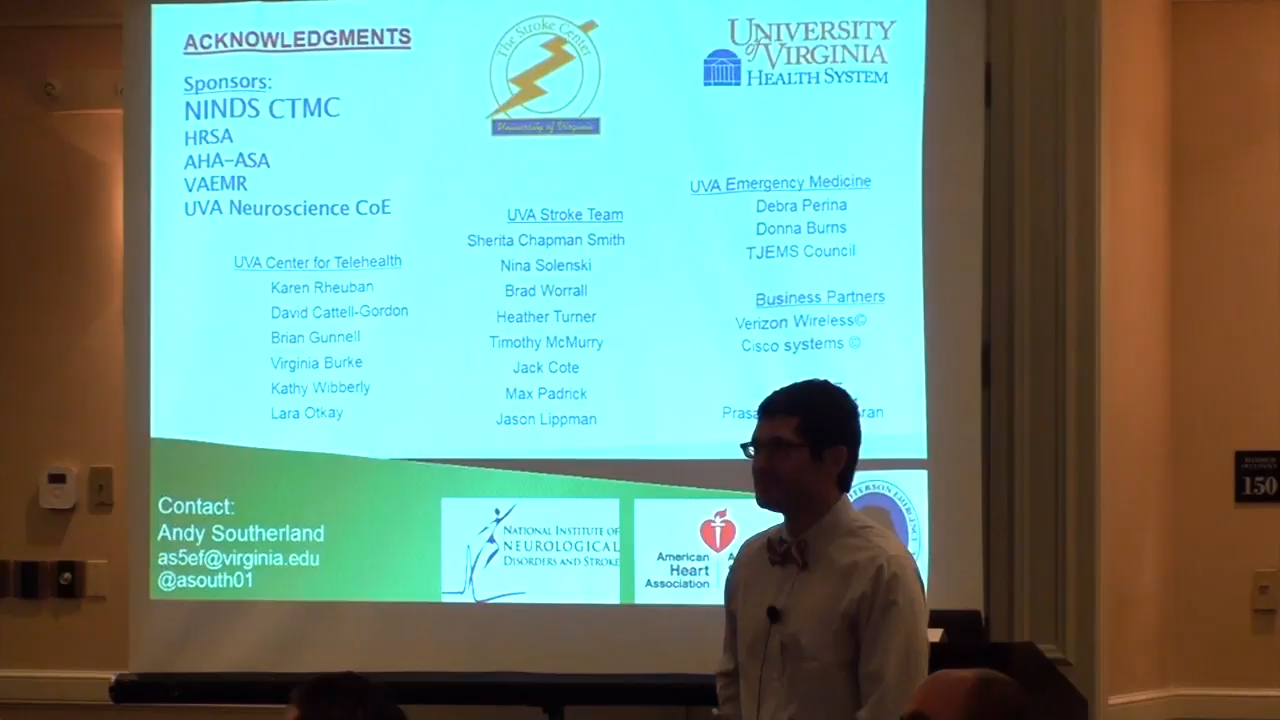 ACKNOWLEDGMENTS
Sponsors:
NINDS CTMC
HRSA
AHA-ASA
VAEMR
UVA Neuroscience CoE
UVA Center for Telehealth
Karen Rheuban
David Cattell-Gordon
Brian Gunnell
Virginia Burke
Kathy Wibberly
Lara Otkay
The Stroke Center
University of Virginia
UVA Stroke Team
Sherita Chapman Smith
Nina Solenski
Brad Worrall
Heather Turner
Timothy McMurry
Jack Cote
Max Padrick
Jason Lippman
UNIVERSITY
of VIRGINIA
HEALTH SYSTEM
UVA Emergency Medicine
Debra Perina
Donna Burns
TJEMS Council
Business Partners
Verizon Wireless©
Cisco systems ©
Contact:
Andy Southerland
as5ef@virginia.edu
@asouth01
NATIONAL INSTITUTE OF
NEUROLOGICAL
DISORDERS AND STROKE
American
Heart
Association
150